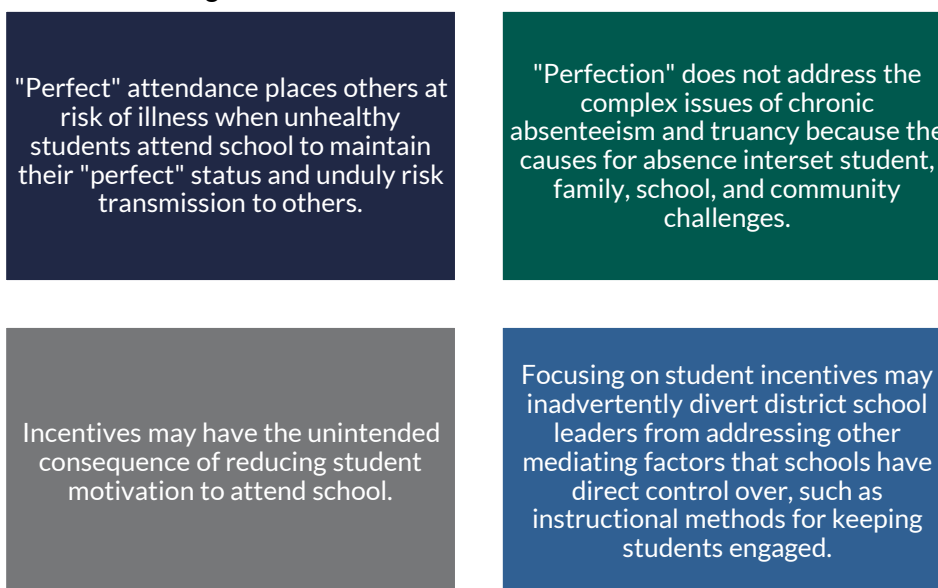 "Perfect" attendance places others at
risk of illness when unhealthy
students attend school to maintain
their "perfect" status and unduly risk
transmission to others.
"Perfection" does not address the
complex issues of chronic
absenteeism and truancy because the
causes for absence interset student,
family, school, and community
challenges.
Incentives may have the unintended
consequence of reducing student
motivation to attend school.
Focusing on student incentives may
inadvertently divert district school
leaders from addressing other
mediating factors that schools have
direct control over, such as
instructional methods for keeping
students engaged.